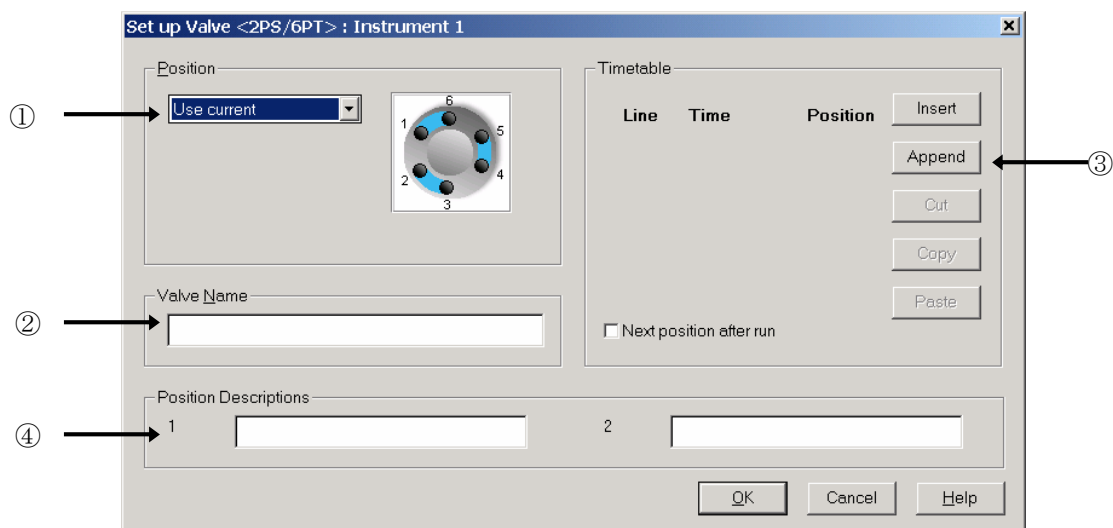 Set up Valve <2PS/6PT> : Instrument 1
Position
Use current
6
1
5
2
4
3
Timetable
Line Time Position
Insert
Append
Cut
Copy
Paste
Next position after run
Valve Name
Position Descriptions
1
2
OK Cancel Help
①
②
③
④